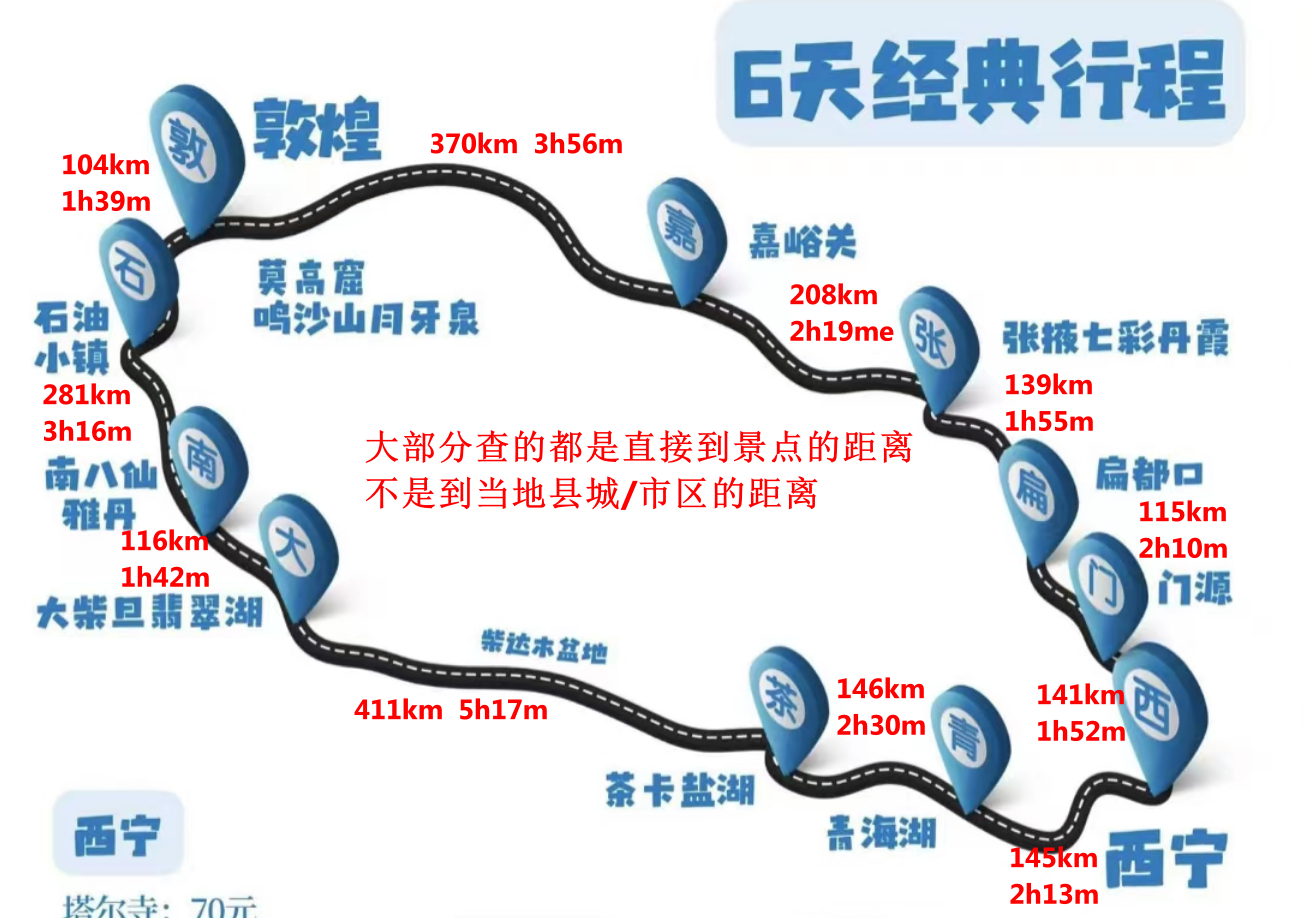 6天经典行程
敦
敦煌
370km 3h56m
104km
1h39m
嘉
嘉峪关
石
莫高窟
鸣沙山月牙泉
208km
2h19me
张
张掖七彩丹霞
石油
小镇
139km
1h55m
281km
3h16m
南
南八仙
雅丹
大部分查的都是直接到景点的距离
不是到当地县城/市区的距离
扁
扁都口
115km
2h10m
116km
1h42m
大
大柴旦翡翠湖
门
门源
柴达木盆地
411km 5h17m
茶
146km
2h30m
青
141km
1h52m
西
茶卡盐湖
青海湖
145km
2h13m
西宁
西宁
塔尔寺：70元